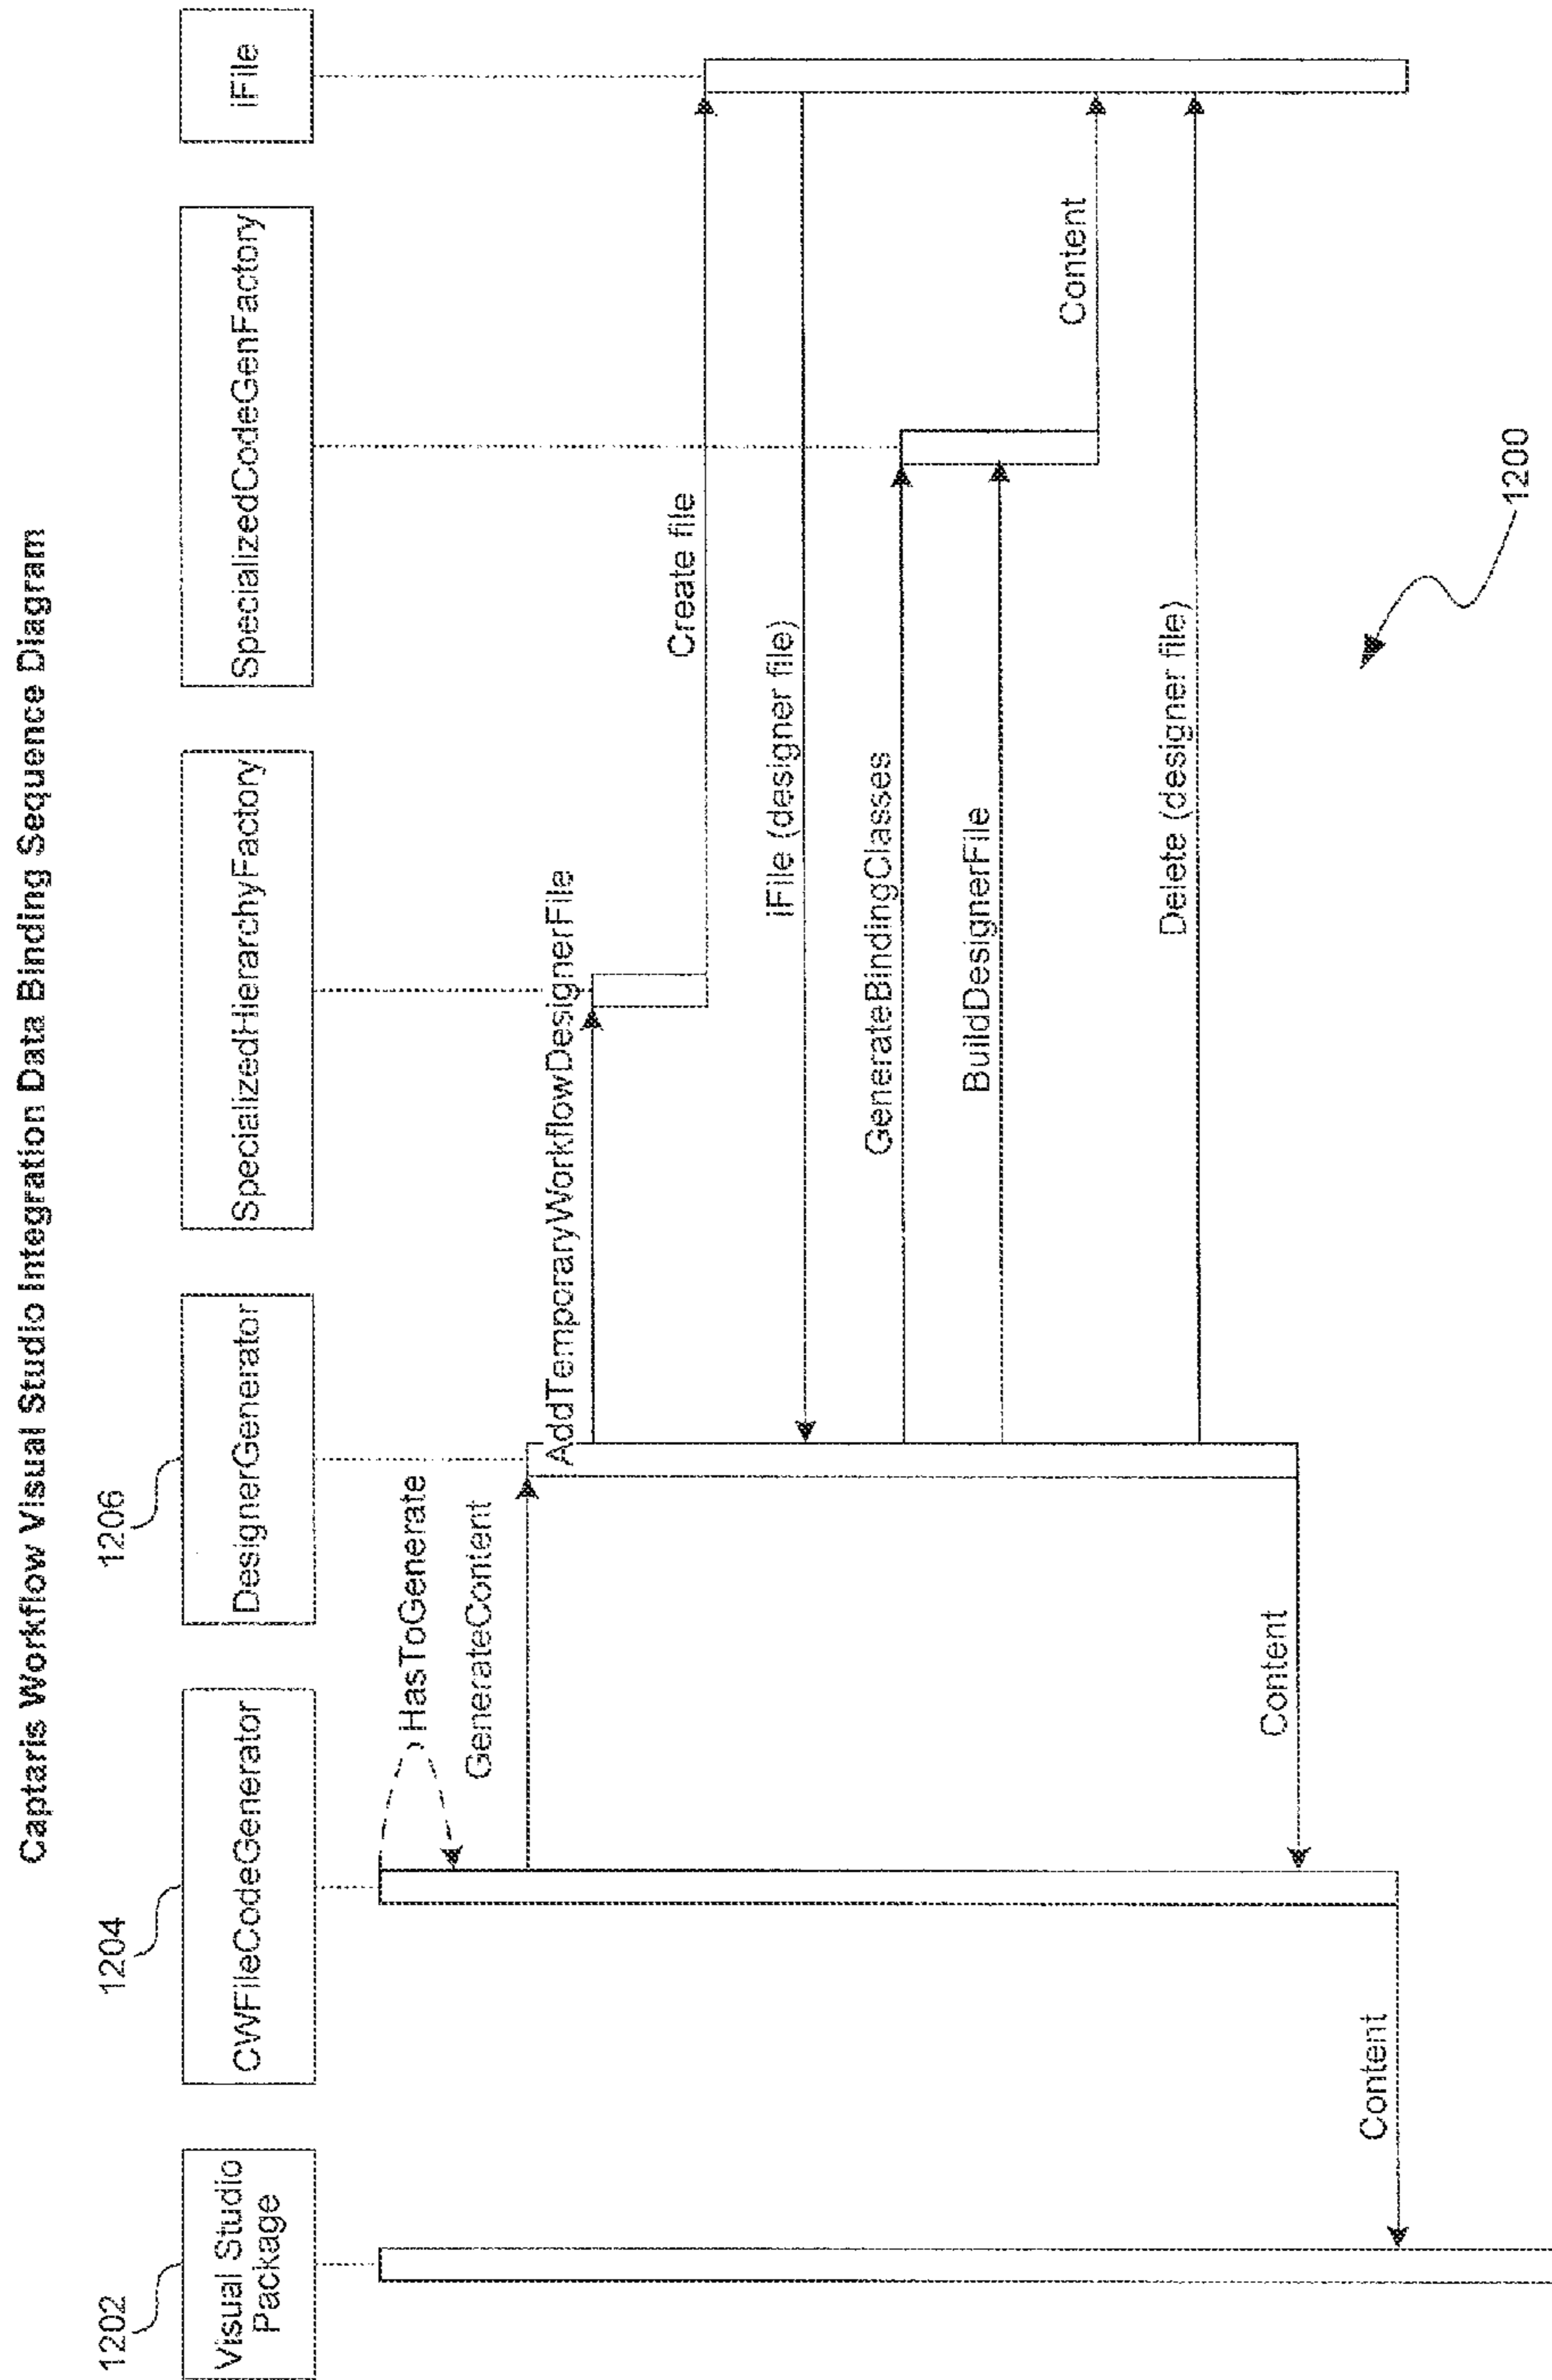 Captaris Workflow Visual Studio Integration Data Binding Sequence Diagram
1202
1204
1206
Visual Studio
Package
CWFileCodeGenerator
DesignerGenerator
SpecializedHierarchyFactory
SpecializedCodeGenFactory
iFile
HasToGenerate
GenerateContent
AddTemporaryWorkflowDesignerFile
Create file
iFile (designer file)
GenerateBindingClasses
BuildDesignerFile
Content
Delete (designer file)
Content
Content
1200